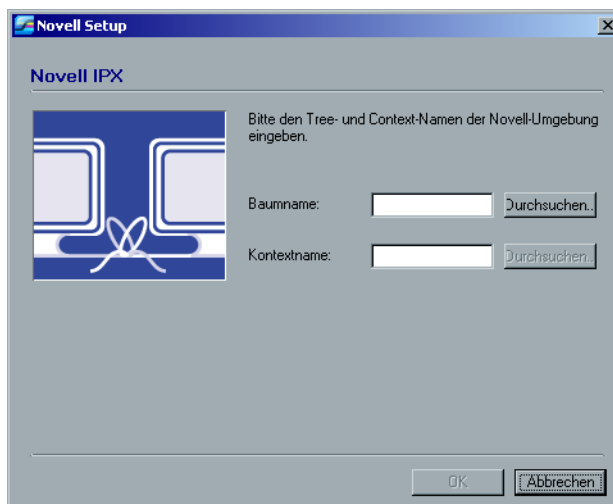 Novell Setup
Novell IPX
Bitte den Tree- und Context-Namen der Novell-Umgebung
eingeben.
Baumname:
Durchsuchen..
Kontextname:
Durchsuchen..
OK
Abbrechen